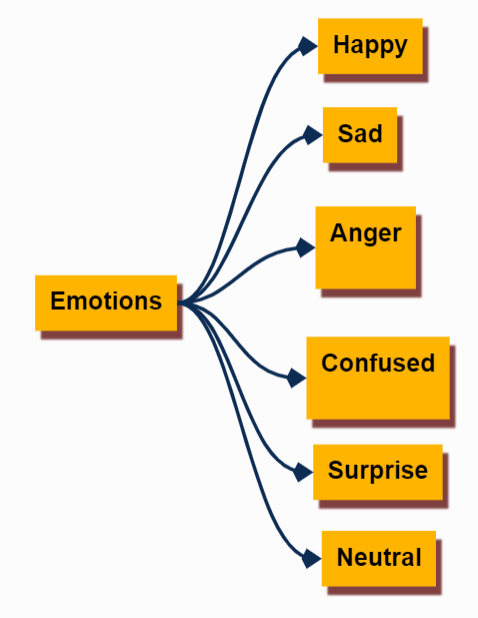 Happy
Sad
Anger
Emotions
Confused
Surprise
Neutral